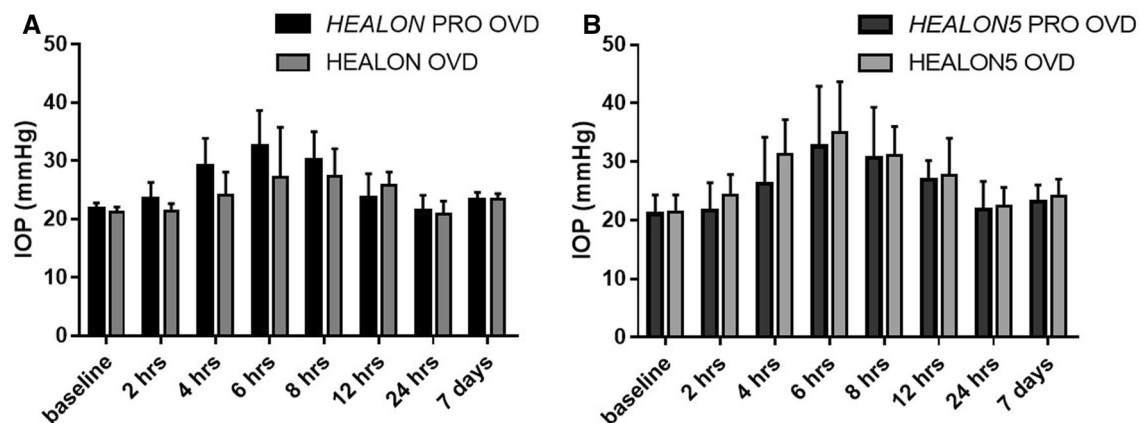 A
HEALON PRO OVD
HEALON OVD
IOP (mmHg)
50
40
30
20
10
0
baseline
2 hrs
4 hrs
6 hrs
8 hrs
12 hrs
24 hrs
7 days
B
HEALON5 PRO OVD
HEALON5 OVD
IOP (mmHg)
50
40
30
20
10
0
baseline
2 hrs
4 hrs
6 hrs
8 hrs
12 hrs
24 hrs
7 days